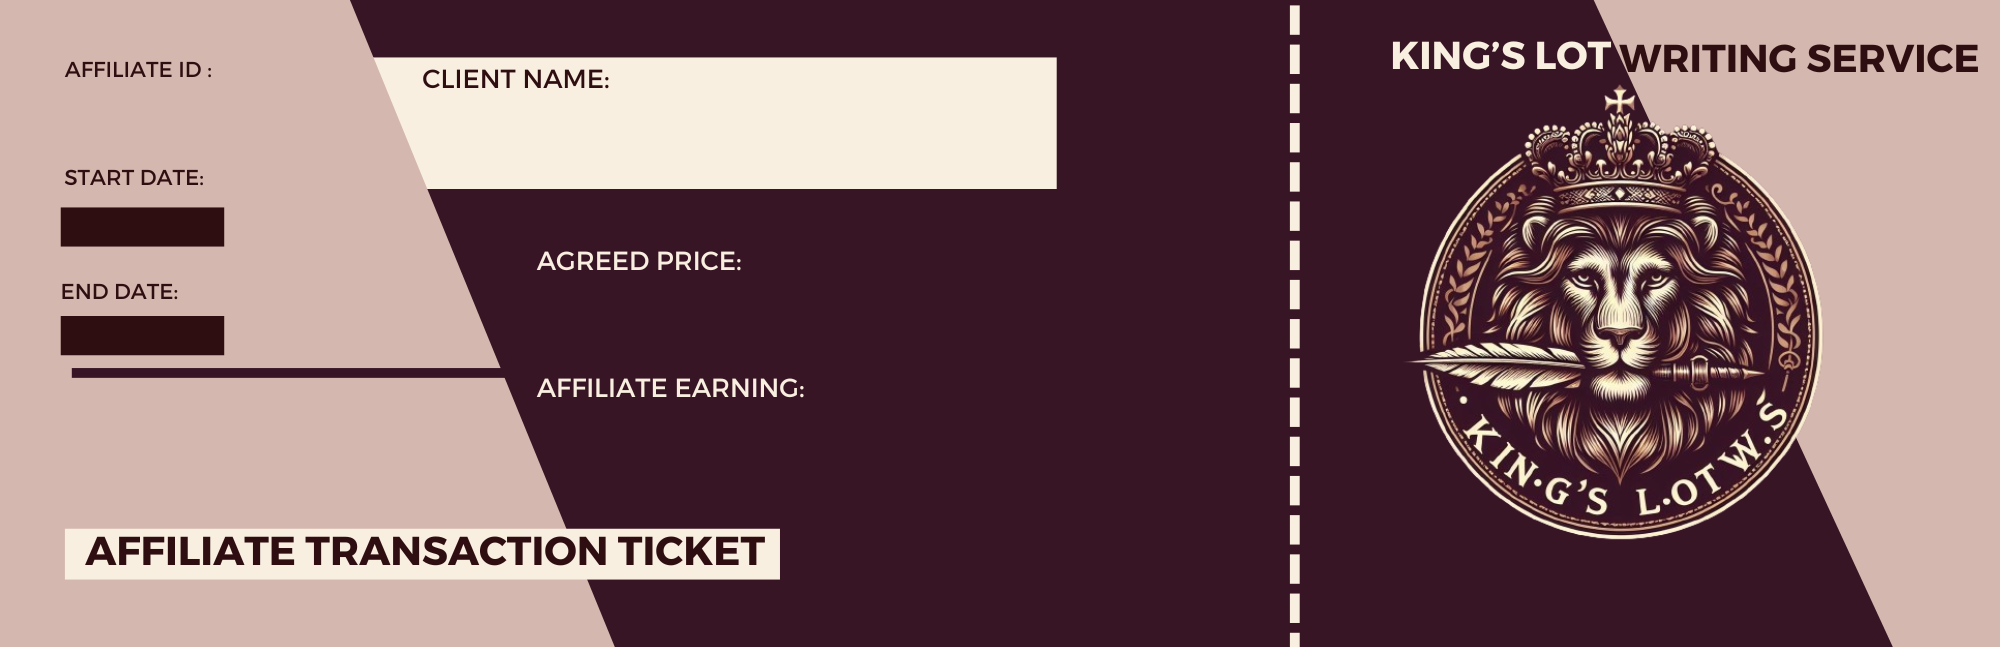 AFFILIATE ID :
START DATE:
END DATE:
CLIENT NAME:
AGREED PRICE:
AFFILIATE EARNING:
AFFILIATE TRANSACTION TICKET
KING’S LOT WRITING SERVICE
· KIN·G’S L·OTW.S